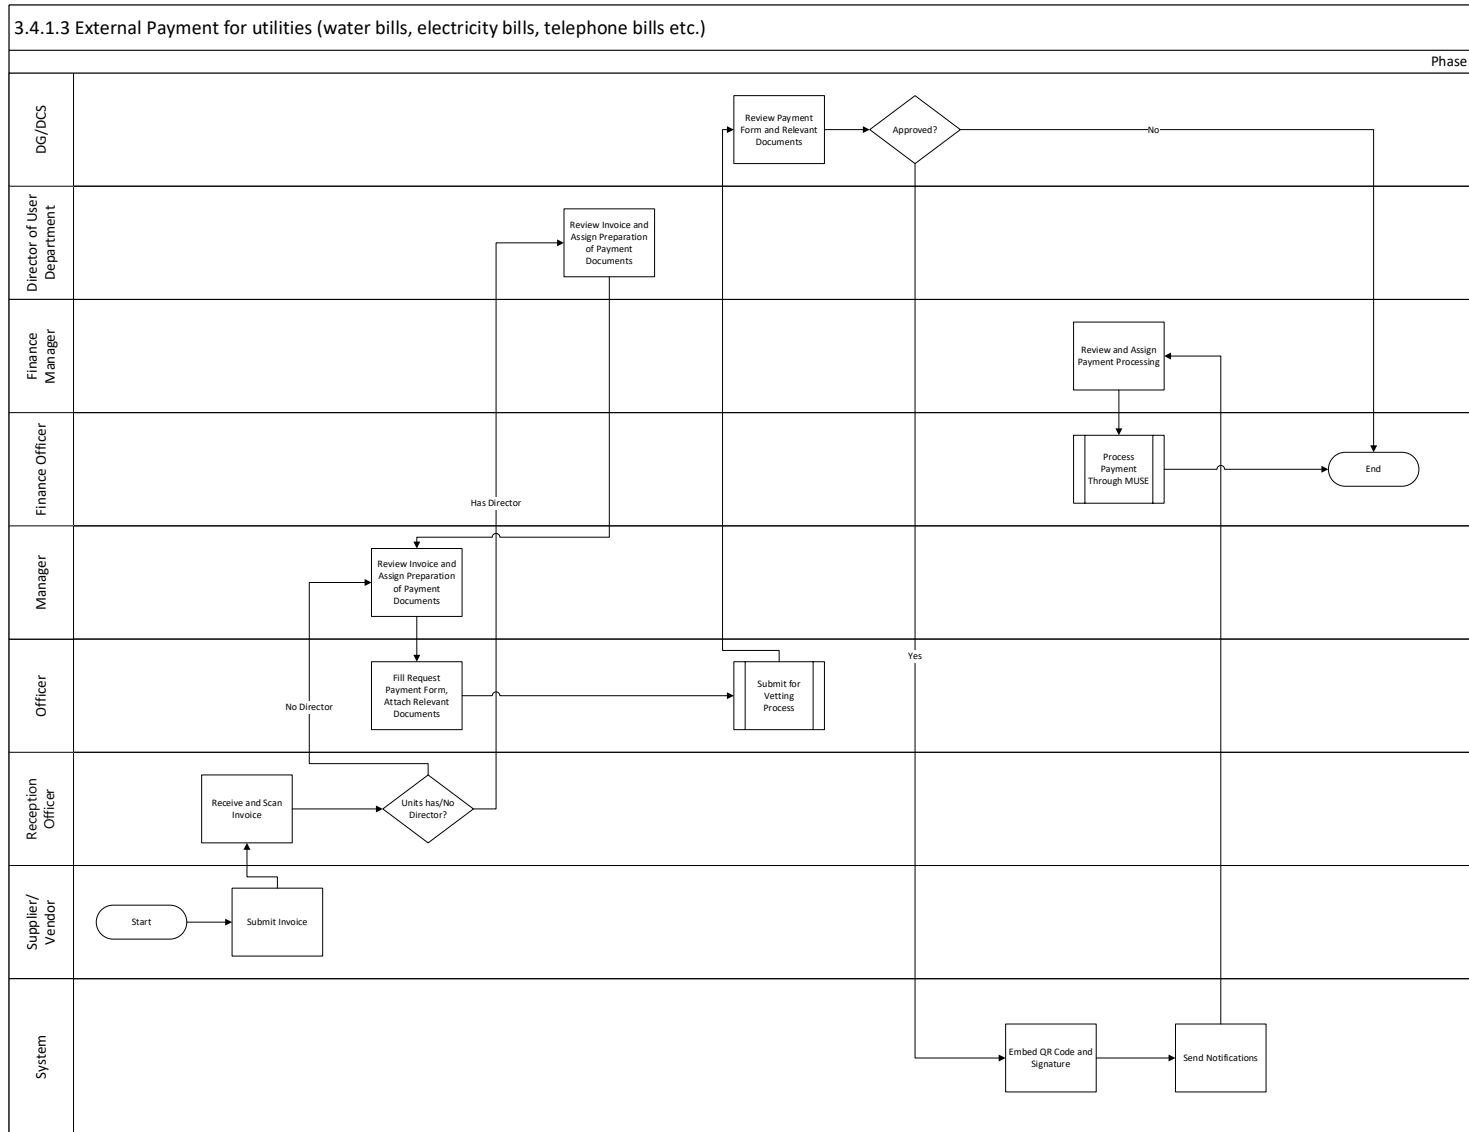 3.4.1.3 External Payment for utilities (water bills, electricity bills, telephone bills etc.)
Phase
DG/DCS
Review Payment
Form and Relevant
Documents
Approved?
No
Director of User
Department
Review Invoice and
Assign Preparation
of Payment
Documents
Finance
Manager
Review and Assign
Payment Processing
Finance Officer
Process
Payment
Through MUSE
End
Has Director
Manager
Review Invoice and
Assign Preparation
of Payment
Documents
Officer
Fill Request
Payment Form,
Attach Relevant
Documents
Submit for
Vetting
Process
Yes
No Director
Reception
Officer
Receive and Scan
Invoice
Units has/No
Director?
Supplier/
Vendor
Start
Submit Invoice
System
Embed QR Code and
Signature
Send Notifications